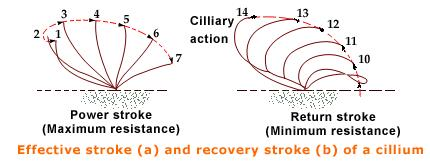 3 4 5
2 1 6
7
Power stroke
(Maximum resistance)
Cilliary
action
14 13
12
11
10
Return stroke
(Minimum resistance)
Effective stroke (a) and recovery stroke (b) of a cillium